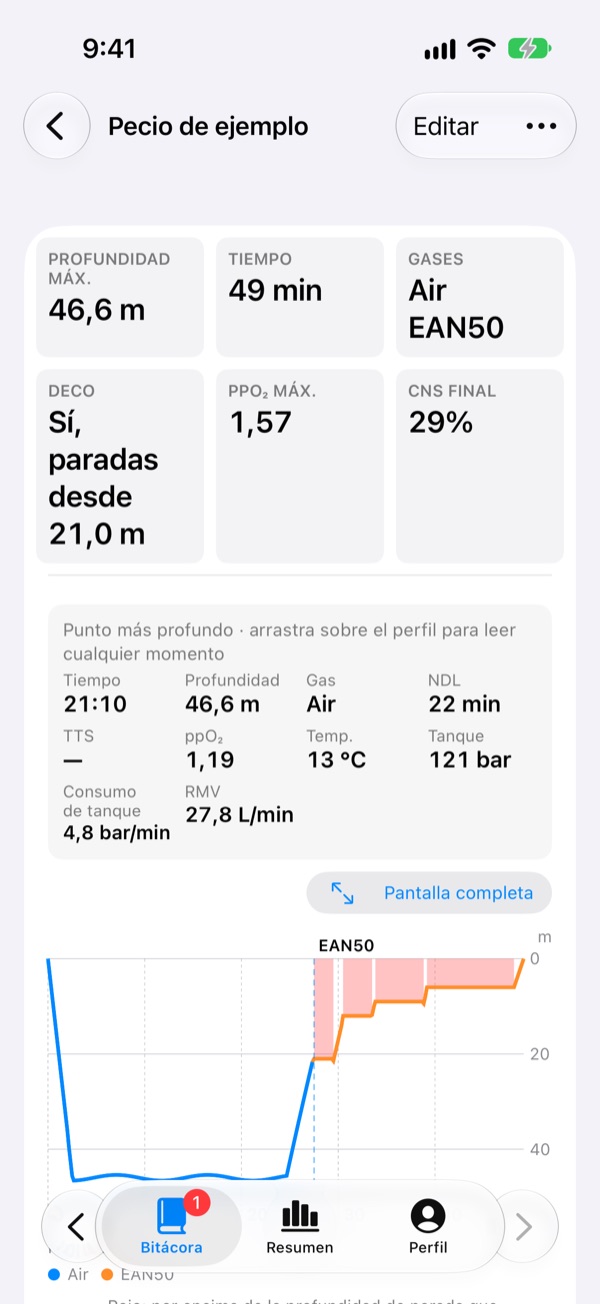 9:41
Pecio de ejemplo
Editar
PROFUNDIDAD
MÁX.
46,6 m
TIEMPO
49 min
GASES
Air
EAN50
DECO
Sí,
paradas
desde
21,0 m
PPO₂ MÁX.
1,57
CNS FINAL
29%
Punto más profundo · arrastra sobre el perfil para leer
cualquier momento
Tiempo
21:10
Profundidad
46,6 m
Gas
Air
NDL
22 min
TTS
—
ppO₂
1,19
Temp.
13 °C
Tanque
121 bar
Consumo
de tanque
4,8 bar/min
RMV
27,8 L/min
Pantalla completa
EAN50
m
0
20
40
1
Bitácora
Resumen
Perfil
Air
EAN50